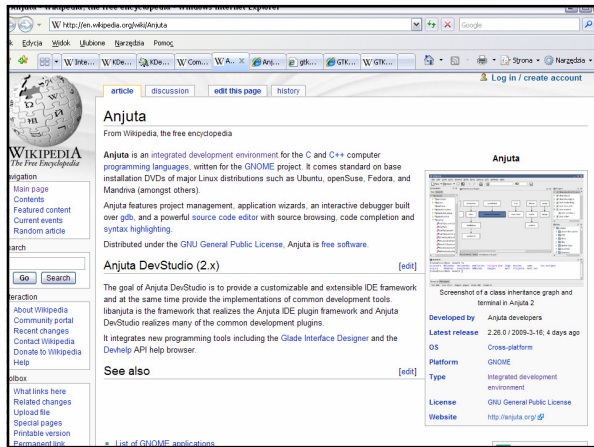 Anjuta - Wikipedia, the free encyclopedia - Windows Internet Explorer
http://en.wikipedia.org/wiki/Anjuta
Google
Edycja Widok Ulubione Narzędzia Pomoc
W Inte... W KDe... KDe... W Com... W A... Anj... gtk... GTK... W GTK...
Strona Narzędzia
Log in / create account
article discussion edit this page history
WIKIPEDIA
The Free Encyclopedia
navigation
Main page
Contents
Featured content
Current events
Random article
search
Go Search
interaction
About Wikipedia
Community portal
Recent changes
Contact Wikipedia
Donate to Wikipedia
Help
toolbox
What links here
Related changes
Upload file
Special pages
Printable version
Permanent link
Anjuta
From Wikipedia, the free encyclopedia
Anjuta is an integrated development environment for the C and C++ computer
programming languages, written for the GNOME project. It comes standard on base
installation DVDs of major Linux distributions such as Ubuntu, openSuse, Fedora, and
Mandriva (amongst others).
Anjuta features project management, application wizards, an interactive debugger built
over gdb, and a powerful source code editor with source browsing, code completion and
syntax highlighting.
Distributed under the GNU General Public License, Anjuta is free software.
Anjuta DevStudio (2.x) [edit]
The goal of Anjuta DevStudio is to provide a customizable and extensible IDE framework
and at the same time provide the implementations of common development tools.
libanjuta is the framework that realizes the Anjuta IDE plugin framework and Anjuta
DevStudio realizes many of the common development plugins.
It integrates new programming tools including the Glade Interface Designer and the
Devhelp API help browser.
See also [edit]
List of GNOME applications
Anjuta
Screenshot of a class inheritance graph and
terminal in Anjuta 2
Developed by Anjuta developers
Latest release 2.26.0 / 2009-3-16; 4 days ago
OS Cross-platform
Platform GNOME
Type Integrated development
environment
License GNU General Public License
Website http://anjuta.org/